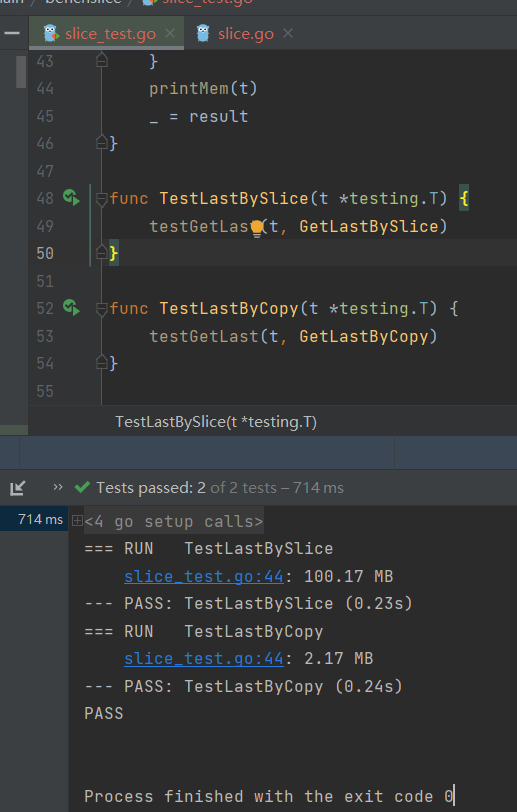 ain / benchslice / slice_test.go
slice_test.go × slice.go ×
43 }
44 printMem(t)
45 _ = result
46 }
47
48 func TestLastBySlice(t *testing.T) {
49 testGetLas (t, GetLastBySlice)
50 }
51
52 func TestLastByCopy(t *testing.T) {
53 testGetLast(t, GetLastByCopy)
54 }
55
TestLastBySlice(t *testing.T)
» Tests passed: 2 of 2 tests – 714 ms
714 ms <4 go setup calls>
=== RUN   TestLastBySlice
slice_test.go:44: 100.17 MB
--- PASS: TestLastBySlice (0.23s)
=== RUN   TestLastByCopy
slice_test.go:44: 2.17 MB
--- PASS: TestLastByCopy (0.24s)
PASS
Process finished with the exit code 0